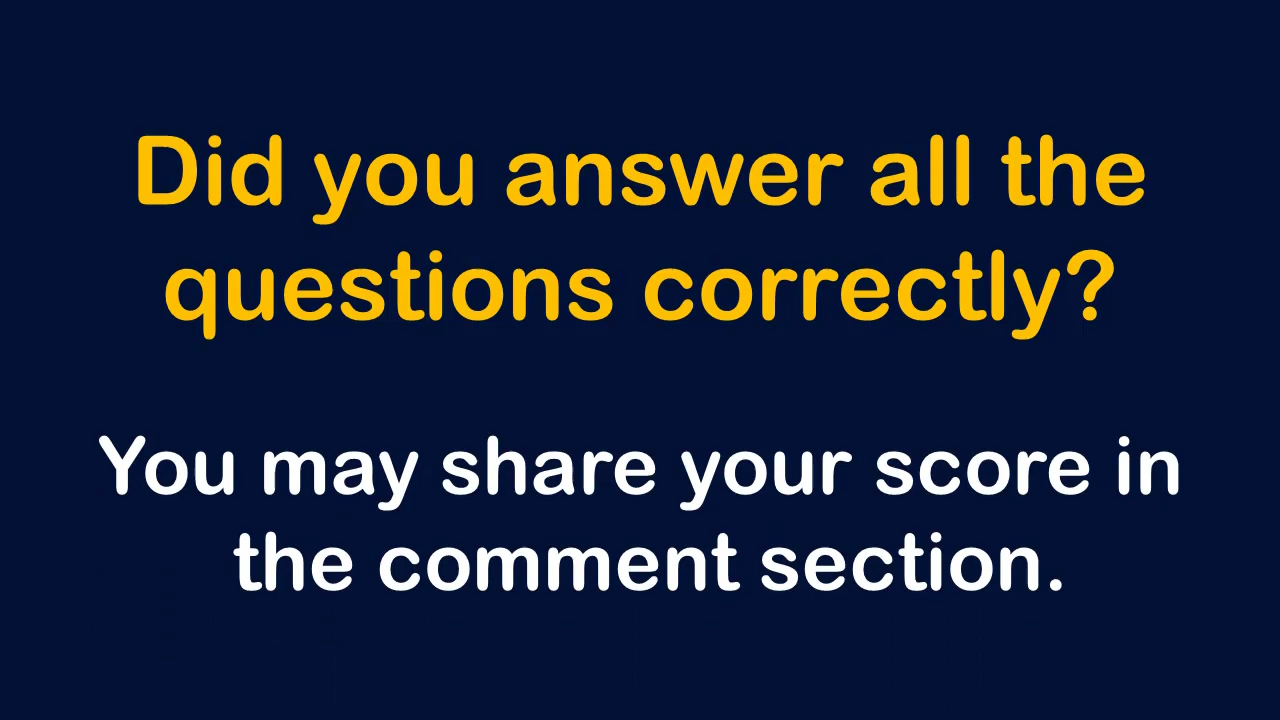 Did you answer all the
questions correctly?
You may share your score in
the comment section.